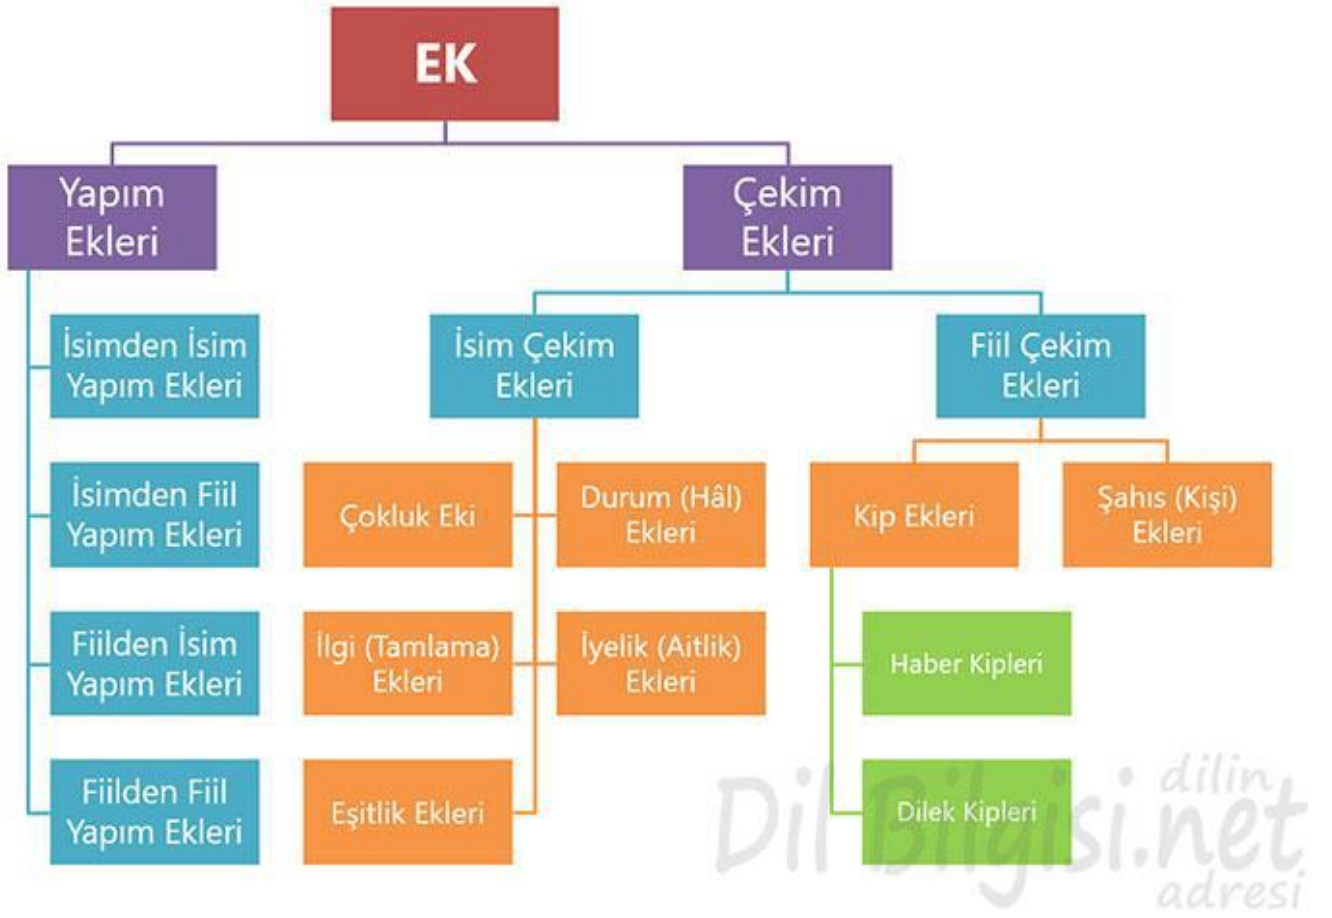 EK
Yapım
Ekleri
Çekim
Ekleri
İsimden İsim
Yapım Ekleri
İsim Çekim
Ekleri
Fiil Çekim
Ekleri
İsimden Fiil
Yapım Ekleri
Çokluk Eki
Durum (Hâl)
Ekleri
Kip Ekleri
Şahıs (Kişi)
Ekleri
Fiilden İsim
Yapım Ekleri
İlgi (Tamlama)
Ekleri
İyelik (Aitlik)
Ekleri
Haber Kipleri
Fiilden Fiil
Yapım Ekleri
Eşitlik Ekleri
Dilek Kipleri
dilin
Dil Bilgisi.net
adresi